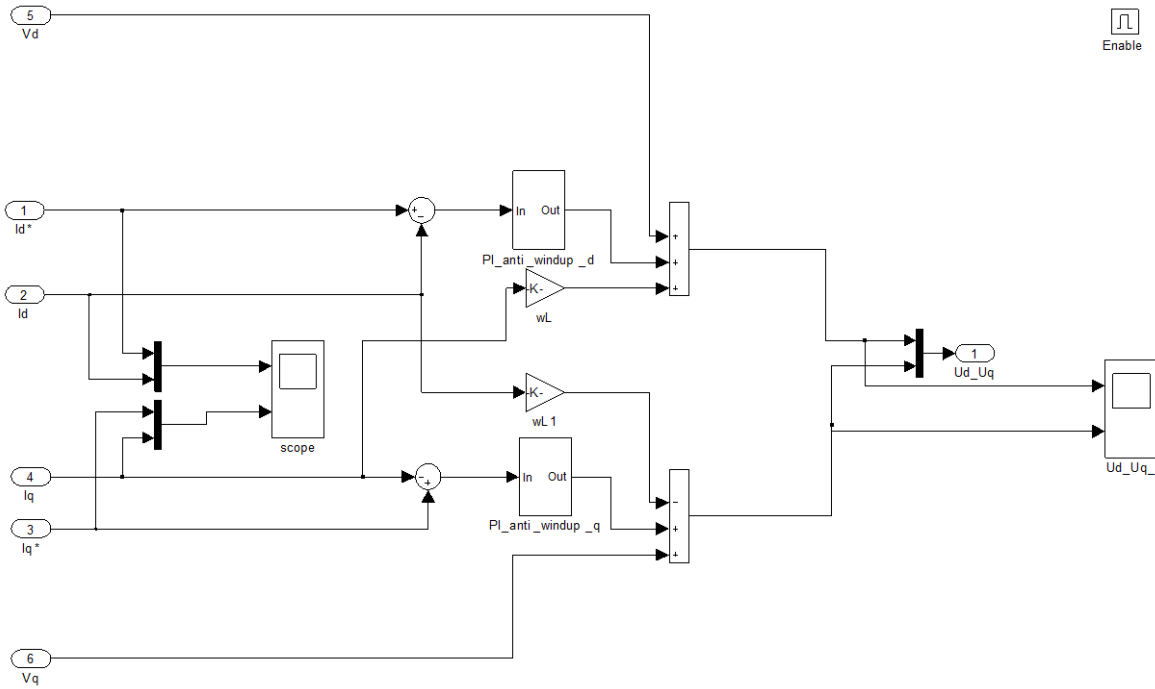 5
Vd
Enable
1
Id*
+
−
In Out
PI_anti_windup_d
+
+
+
2
Id
-K-
wL
1
Ud_Uq
-K-
wL1
scope
Ud_Uq_
4
Iq
−
+
In Out
PI_anti_windup_q
−
+
+
3
Iq*
6
Vq